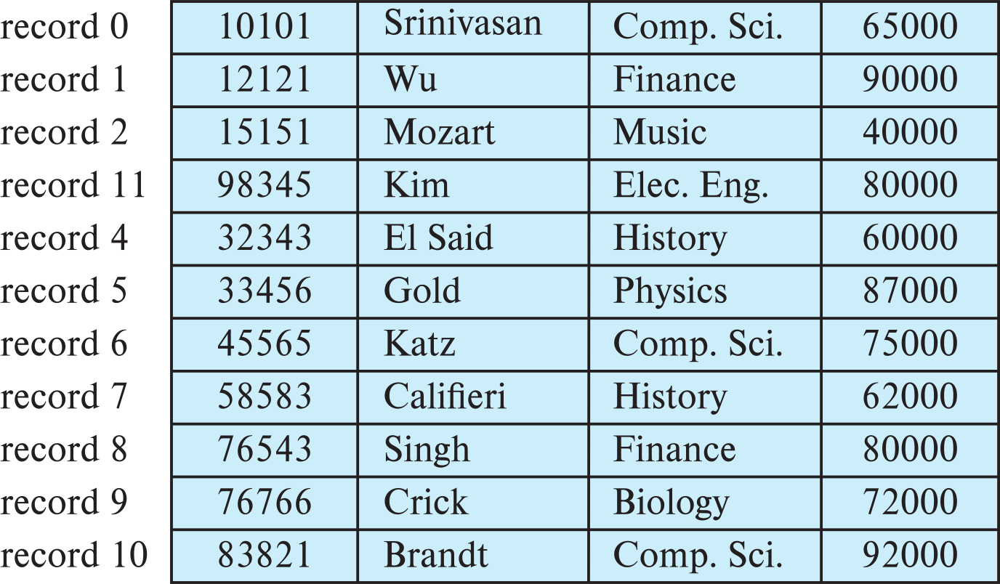 record 0 10101 Srinivasan Comp. Sci. 65000
record 1 12121 Wu Finance 90000
record 2 15151 Mozart Music 40000
record 11 98345 Kim Elec. Eng. 80000
record 4 32343 El Said History 60000
record 5 33456 Gold Physics 87000
record 6 45565 Katz Comp. Sci. 75000
record 7 58583 Califieri History 62000
record 8 76543 Singh Finance 80000
record 9 76766 Crick Biology 72000
record 10 83821 Brandt Comp. Sci. 92000